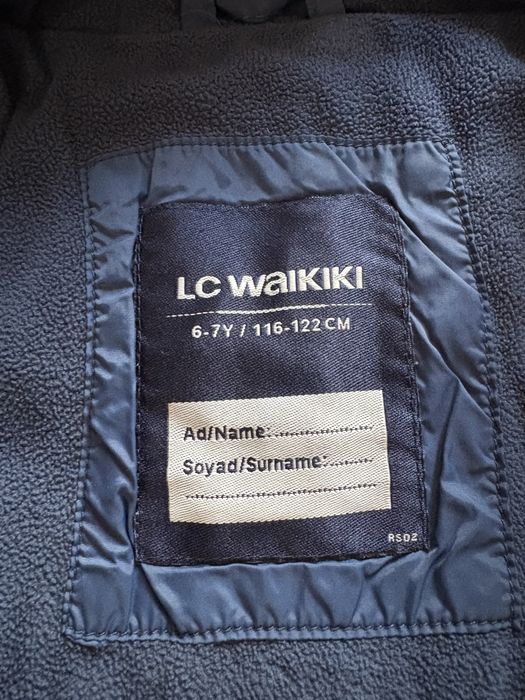 LC WaIKIKI
6-7Y / 116-122 CM
Ad/Name:....................
Soyad/Surname:........
............................
RS02